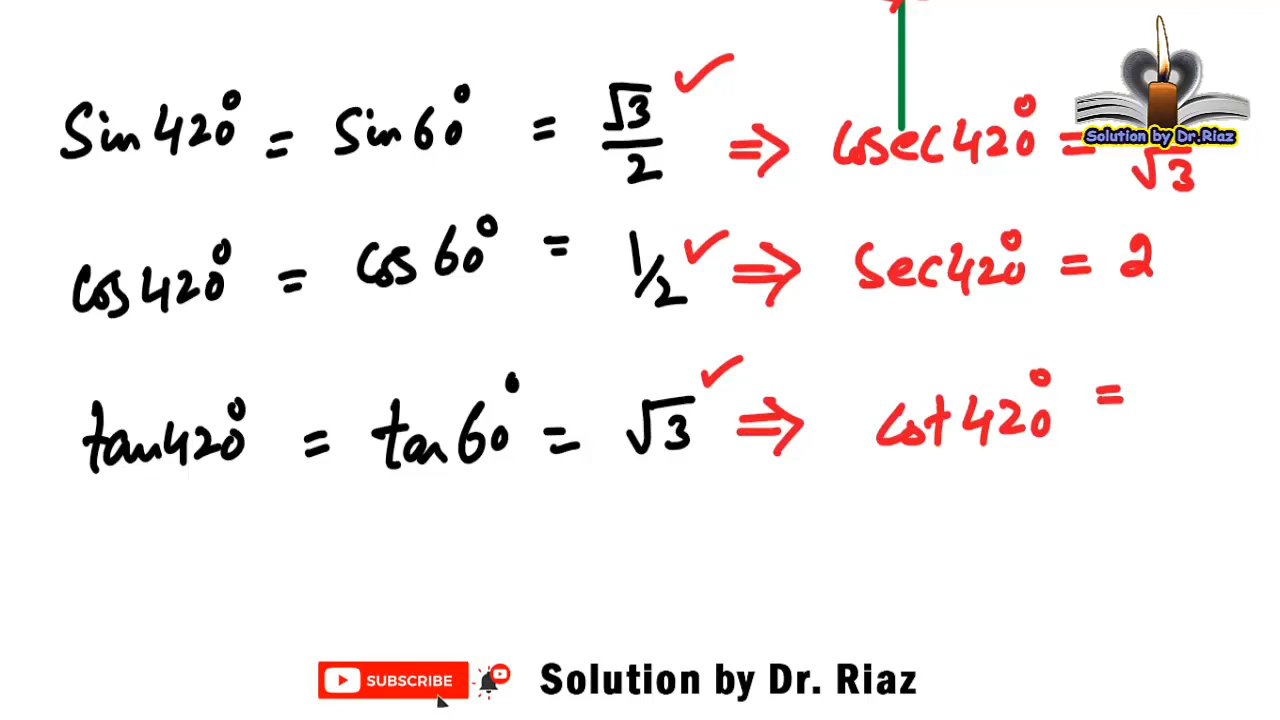 Solution by Dr.Riaz
Sin 420° = Sin 60° = √3/2 ⇒ Cosec 420° = /√3
Cos 420° = Cos 60° = 1/2 ⇒ Sec 420° = 2
tan 420° = tan 60° = √3 ⇒ Cot 420° =
SUBSCRIBE
Solution by Dr. Riaz